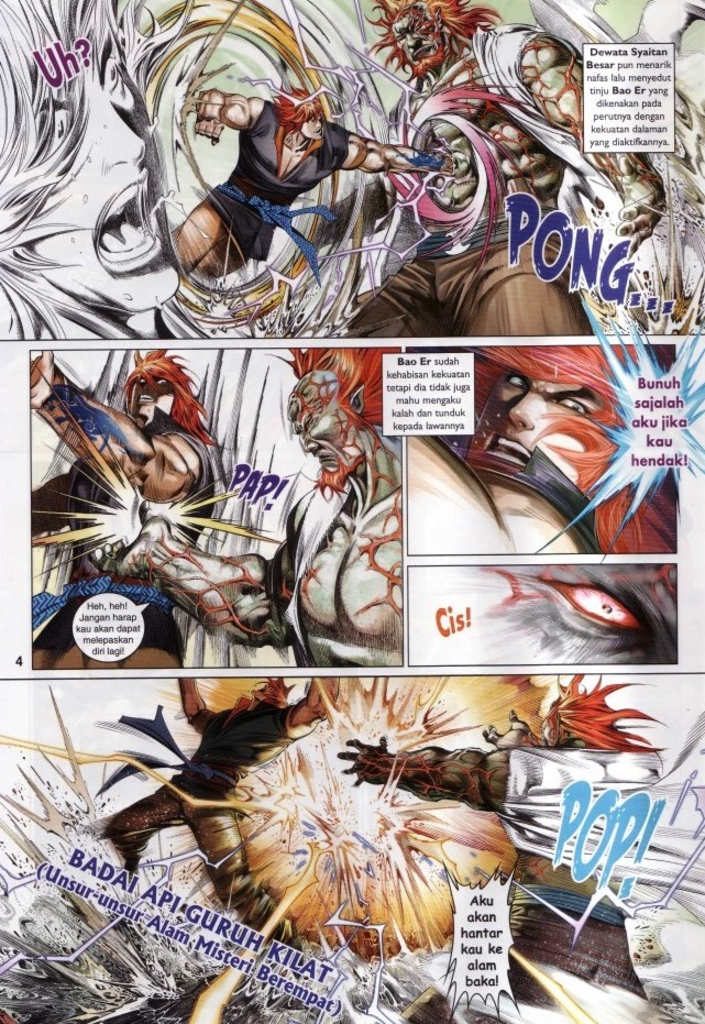 Uh?
Dewata Syaitan
Besar pun menarik
nafas lalu menyedut
tinju Bao Er yang
dikenakan pada
perutnya dengan
kekuatan dalaman
yang diaktifkannya.
PONG...
PAP!
Heh, heh!
Jangan harap
kau akan dapat
melepaskan
diri lagi!
Bao Er sudah
kehabisan kekuatan
tetapi dia tidak juga
mahu mengaku
kalah dan tunduk
kepada lawannya
Bunuh
sajalah
aku jika
kau
hendak!
Cis!
4
BADAI API GURUH KILAT
(Unsur-unsur Alam Misteri Berempat)
POP!
Aku
akan
hantar
kau ke
alam
baka!